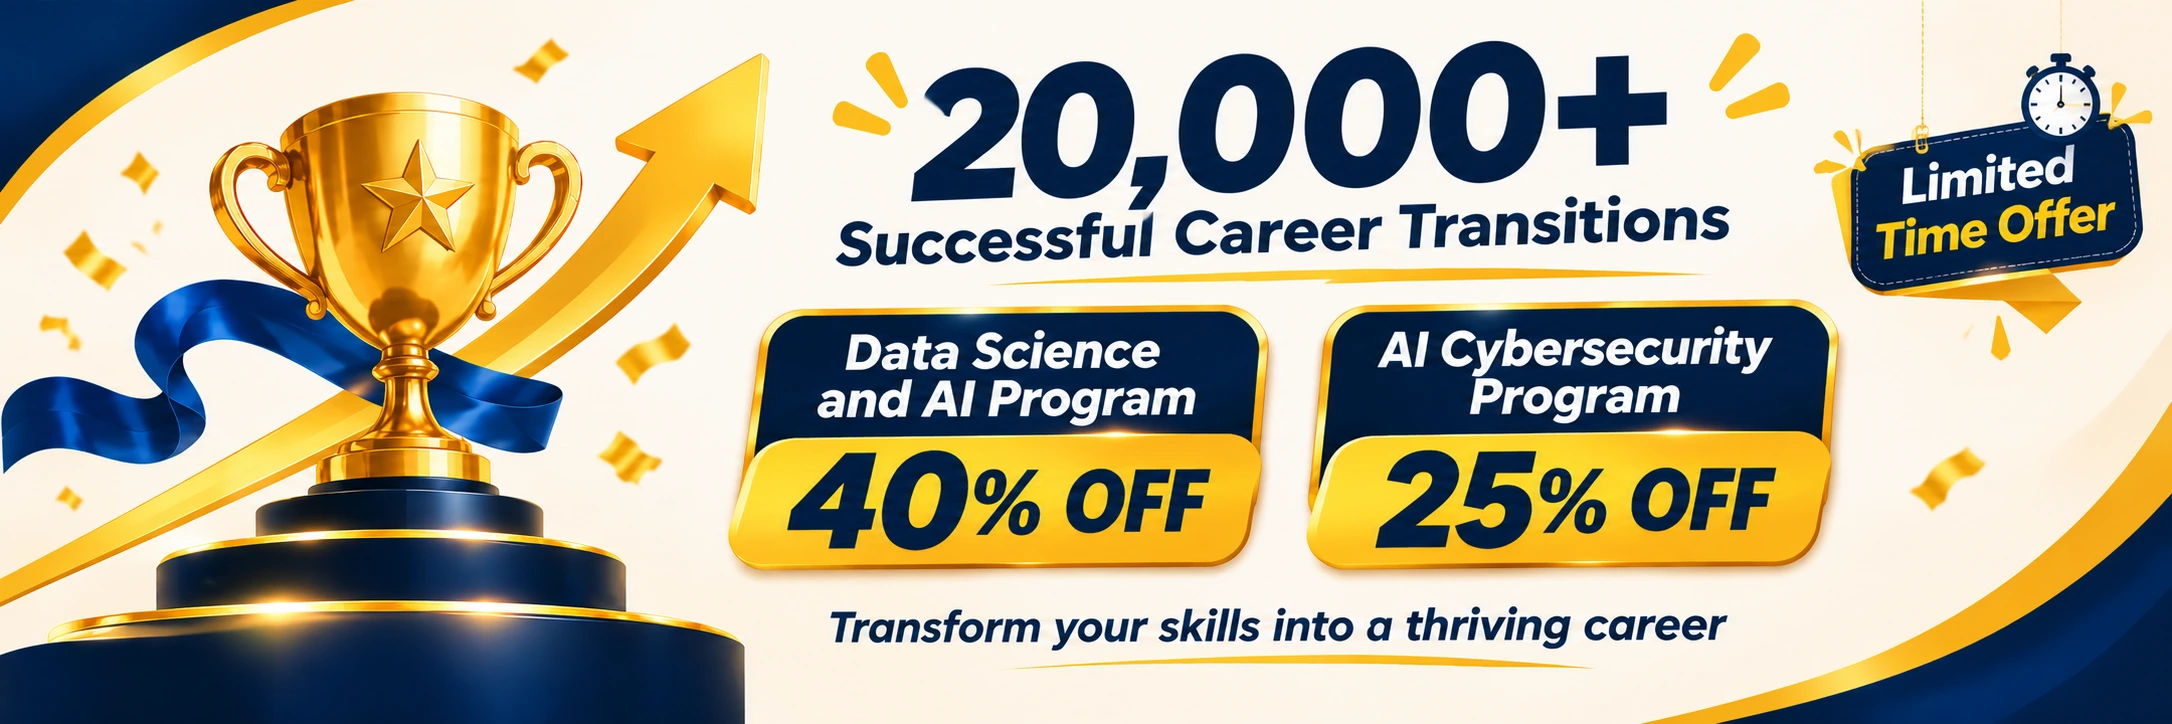 20,000+
Successful Career Transitions
Limited
Time Offer
Data Science
and AI Program
40% OFF
AI Cybersecurity
Program
25% OFF
Transform your skills into a thriving career